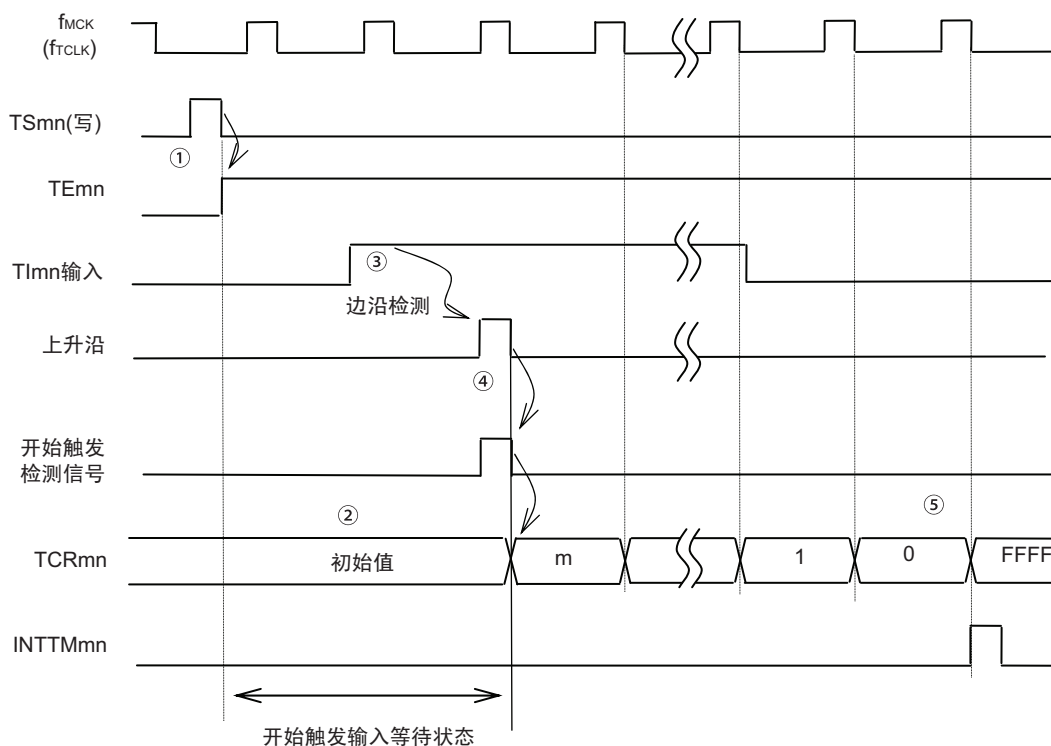 fMCK
(fTCLK)
TSmn(写)
①
TEmn
③
TImn输入
边沿检测
上升沿
④
开始触发
检测信号
②
⑤
TCRmn
初始值
m
1
0
FFFF
INTTMmn
开始触发输入等待状态